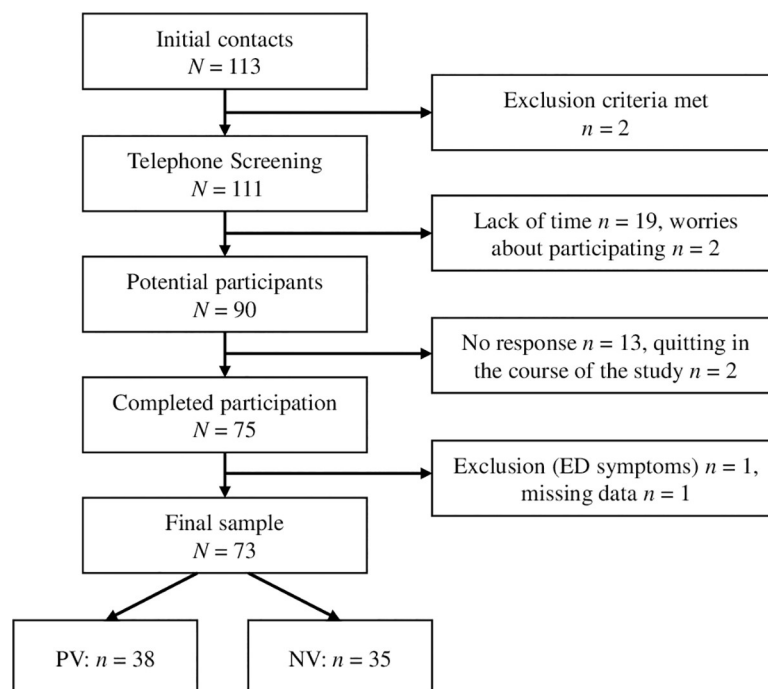 Initial contacts
N = 113
Exclusion criteria met
n = 2
Telephone Screening
N = 111
Lack of time n = 19, worries
about participating n = 2
Potential participants
N = 90
No response n = 13, quitting in
the course of the study n = 2
Completed participation
N = 75
Exclusion (ED symptoms) n = 1,
missing data n = 1
Final sample
N = 73
PV: n = 38
NV: n = 35